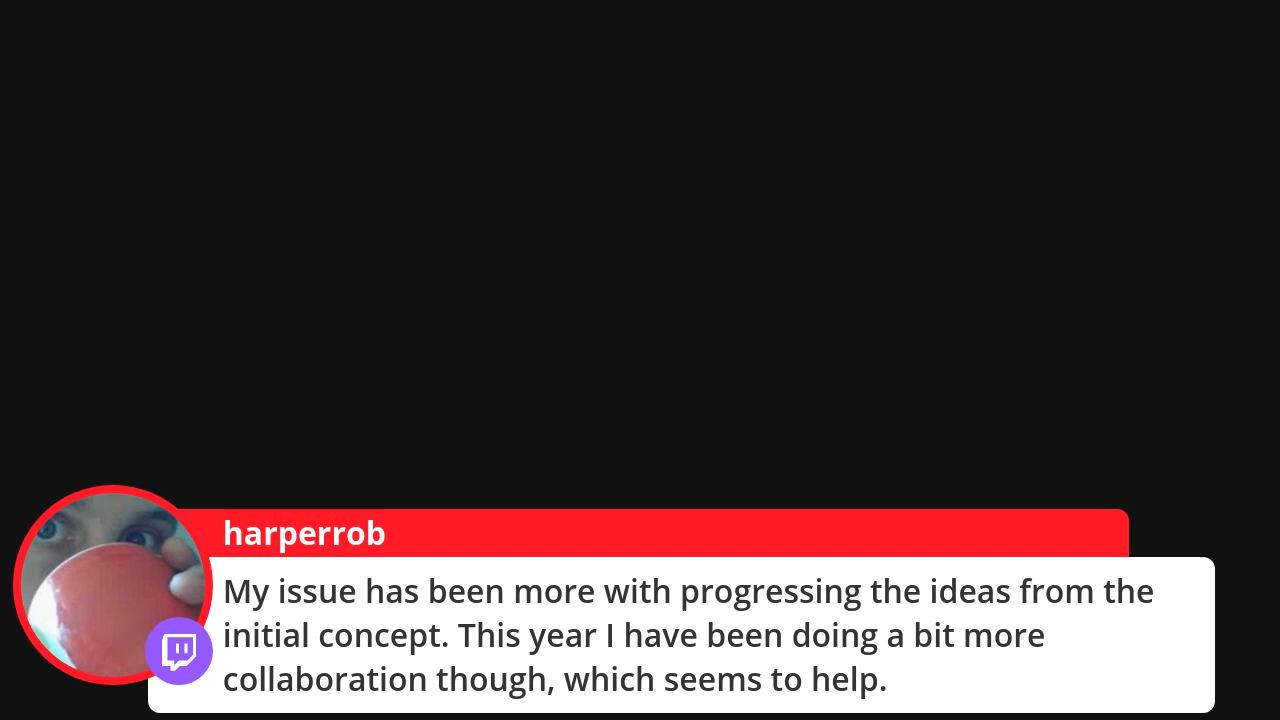 harperrob
My issue has been more with progressing the ideas from the
initial concept. This year I have been doing a bit more
collaboration though, which seems to help.